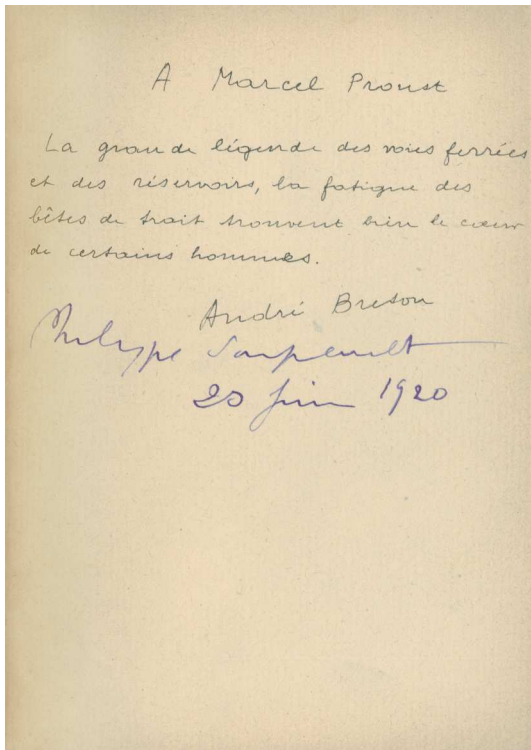 A Marcel Proust
La grande légende des voies ferrées
et des réservoirs, la fatigue des
bêtes de trait trouvent bien le cœur
de certains hommes.
André Breton
Philippe Soupault
20 juin 1920